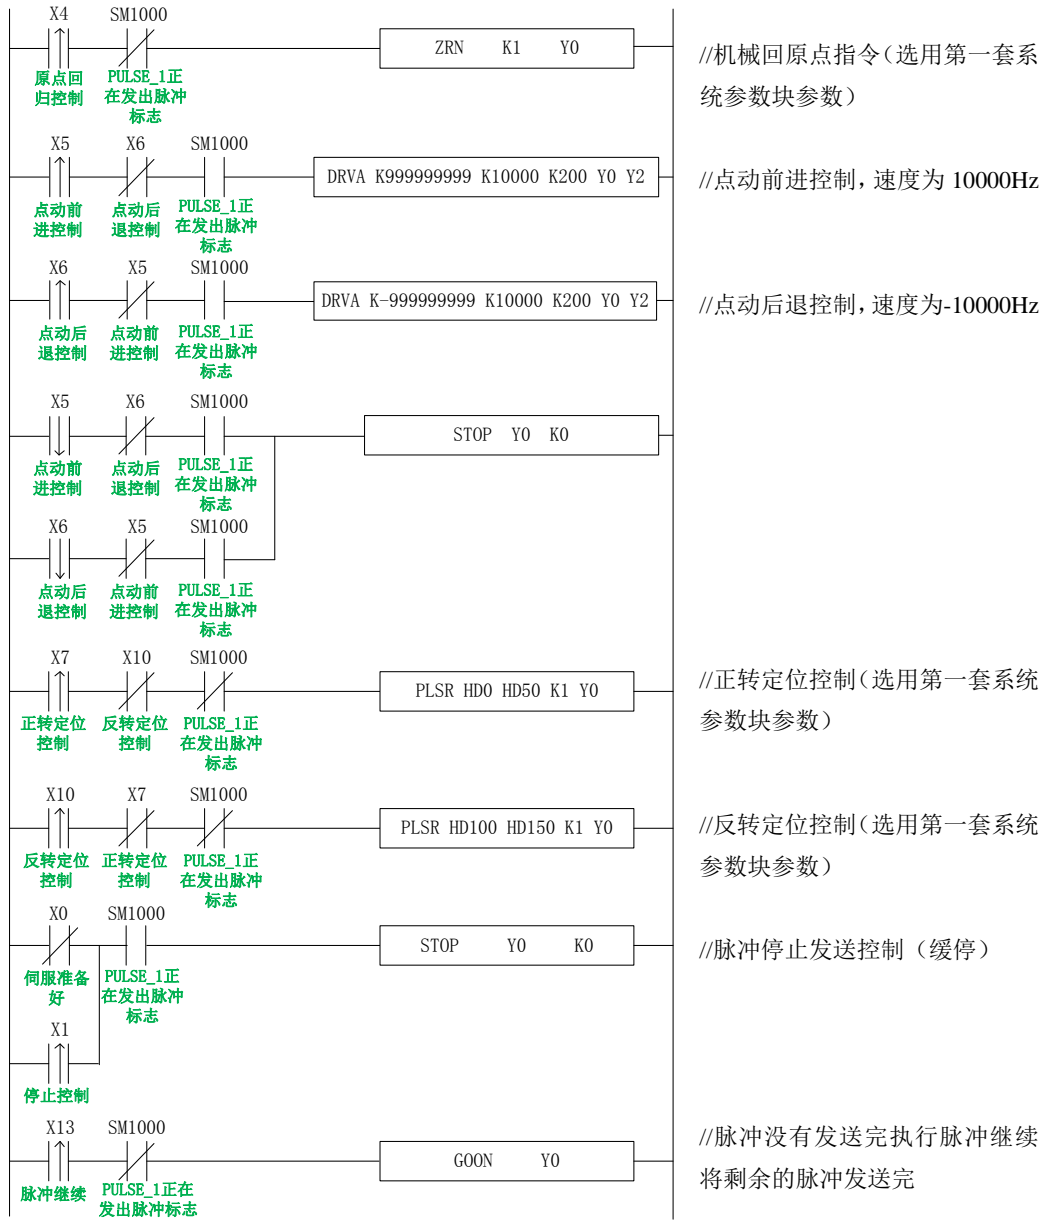 X4 SM1000
ZRN K1 Y0
原点回 PULSE_1正
归控制 在发出脉冲
标志
//机械回原点指令（选用第一套系
统参数块参数）
X5 X6 SM1000
DRVA K999999999 K10000 K200 Y0 Y2
点动前 点动后 PULSE_1正
进控制 退控制 在发出脉冲
标志
//点动前进控制，速度为 10000Hz
X6 X5 SM1000
DRVA K-999999999 K10000 K200 Y0 Y2
点动后 点动前 PULSE_1正
退控制 进控制 在发出脉冲
标志
//点动后退控制，速度为-10000Hz
X5 X6 SM1000
STOP Y0 K0
点动前 点动后 PULSE_1正
进控制 退控制 在发出脉冲
标志
X6 X5 SM1000
点动后 点动前 PULSE_1正
退控制 进控制 在发出脉冲
标志
X7 X10 SM1000
PLSR HD0 HD50 K1 Y0
正转定位 反转定位 PULSE_1正
控制 控制 在发出脉冲
标志
//正转定位控制（选用第一套系统
参数块参数）
X10 X7 SM1000
PLSR HD100 HD150 K1 Y0
反转定位 正转定位 PULSE_1正
控制 控制 在发出脉冲
标志
//反转定位控制（选用第一套系统
参数块参数）
X0 SM1000
STOP Y0 K0
伺服准备 PULSE_1正
好 在发出脉冲
标志
//脉冲停止发送控制（缓停）
X1
停止控制
X13 SM1000
GOON Y0
脉冲继续 PULSE_1正在
发出脉冲标志
//脉冲没有发送完执行脉冲继续
将剩余的脉冲发送完